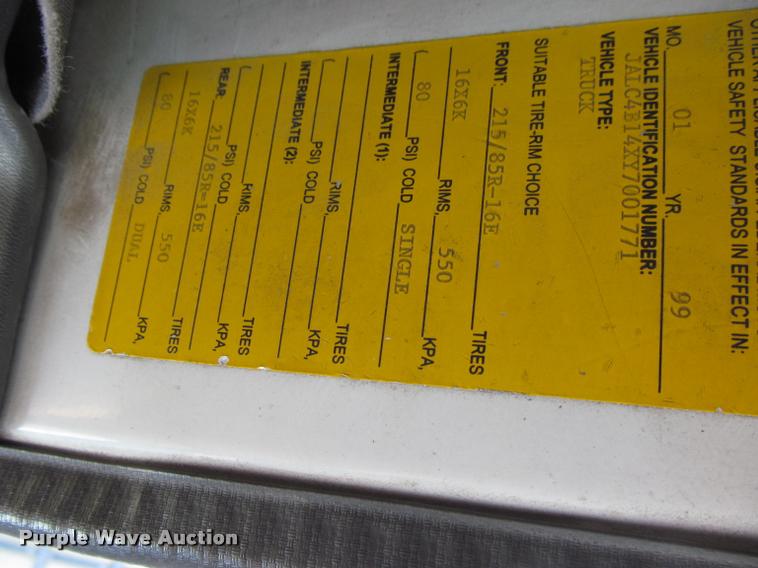 VEHICLE SAFETY STANDARDS IN EFFECT IN:
MO. 01 YR. 99
VEHICLE IDENTIFICATION NUMBER:
JALC4B14XY7001771
VEHICLE TYPE:
TRUCK
SUITABLE TIRE-RIM CHOICE
FRONT: 215/85R-16E TIRES
16X6K RIMS, 550 KPA,
( 80 PSI) COLD SINGLE
INTERMEDIATE (1):
TIRES
RIMS, KPA,
( PSI) COLD
INTERMEDIATE (2):
TIRES
RIMS, KPA,
( PSI) COLD
REAR: 215/85R-16E TIRES
16X6K RIMS, 550 KPA,
( 80 PSI) COLD DUAL
Purple Wave Auction